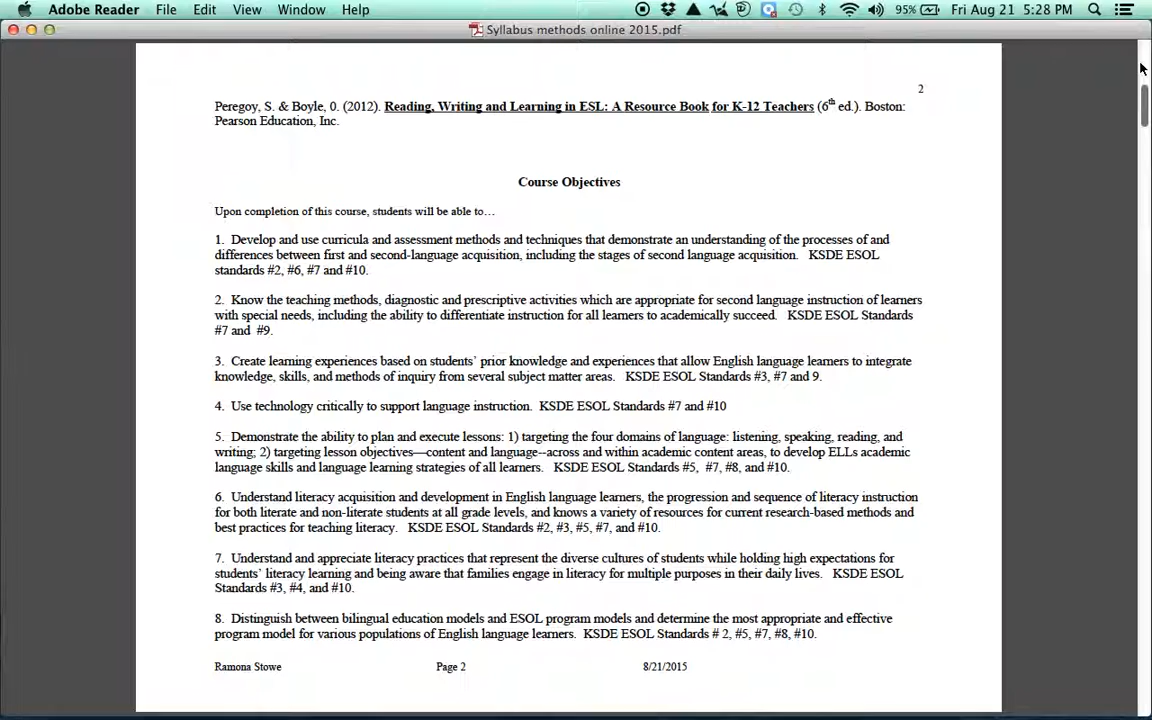 Adobe Reader File Edit View Window Help 95% Fri Aug 21 5:28 PM
Syllabus methods online 2015.pdf
2
Peregoy, S. & Boyle, 0. (2012). Reading, Writing and Learning in ESL: A Resource Book for K-12 Teachers (6th ed.). Boston:
Pearson Education, Inc.
Course Objectives
Upon completion of this course, students will be able to…
1. Develop and use curricula and assessment methods and techniques that demonstrate an understanding of the processes of and
differences between first and second-language acquisition, including the stages of second language acquisition. KSDE ESOL
standards #2, #6, #7 and #10.
2. Know the teaching methods, diagnostic and prescriptive activities which are appropriate for second language instruction of learners
with special needs, including the ability to differentiate instruction for all learners to academically succeed. KSDE ESOL Standards
#7 and #9.
3. Create learning experiences based on students’ prior knowledge and experiences that allow English language learners to integrate
knowledge, skills, and methods of inquiry from several subject matter areas. KSDE ESOL Standards #3, #7 and 9.
4. Use technology critically to support language instruction. KSDE ESOL Standards #7 and #10
5. Demonstrate the ability to plan and execute lessons: 1) targeting the four domains of language: listening, speaking, reading, and
writing; 2) targeting lesson objectives—content and language--across and within academic content areas, to develop ELLs academic
language skills and language learning strategies of all learners. KSDE ESOL Standards #5, #7, #8, and #10.
6. Understand literacy acquisition and development in English language learners, the progression and sequence of literacy instruction
for both literate and non-literate students at all grade levels, and knows a variety of resources for current research-based methods and
best practices for teaching literacy. KSDE ESOL Standards #2, #3, #5, #7, and #10.
7. Understand and appreciate literacy practices that represent the diverse cultures of students while holding high expectations for
students’ literacy learning and being aware that families engage in literacy for multiple purposes in their daily lives. KSDE ESOL
Standards #3, #4, and #10.
8. Distinguish between bilingual education models and ESOL program models and determine the most appropriate and effective
program model for various populations of English language learners. KSDE ESOL Standards # 2, #5, #7, #8, #10.
Ramona Stowe Page 2 8/21/2015